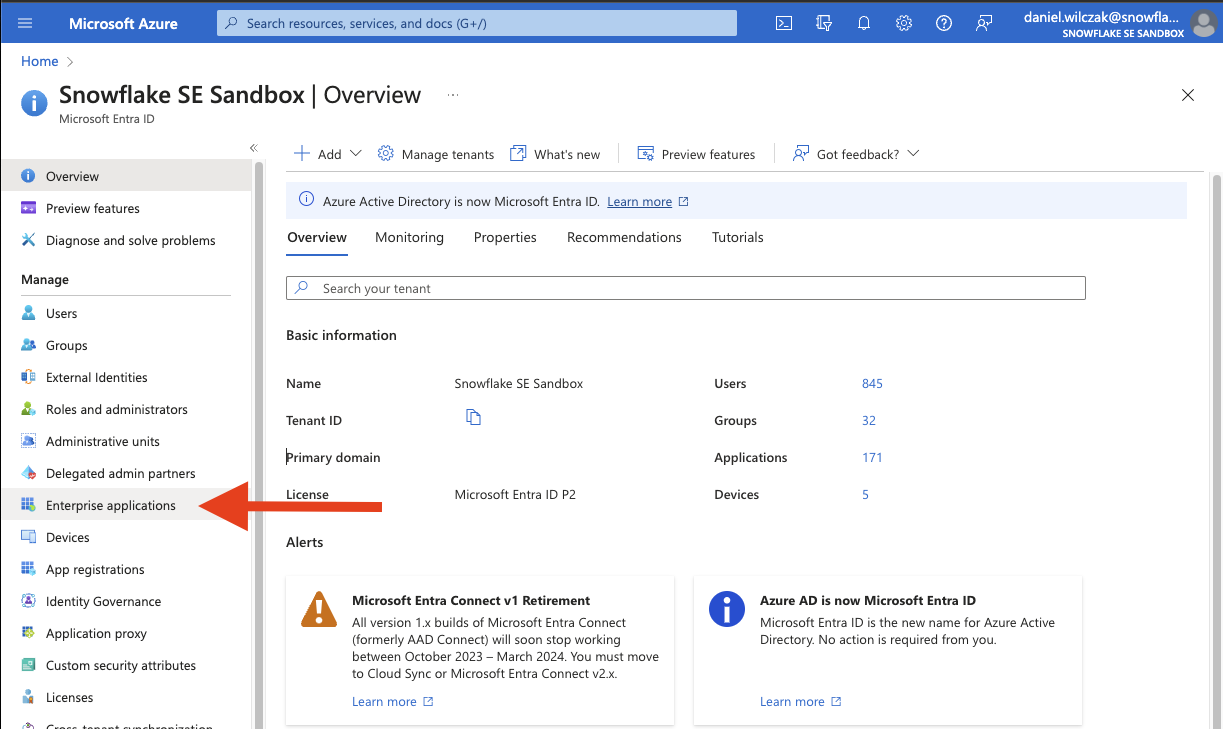 Microsoft Azure
Search resources, services, and docs (G+/)
daniel.wilczak@snowfla...
SNOWFLAKE SE SANDBOX
Home
Snowflake SE Sandbox | Overview ...
Microsoft Entra ID
Overview
Preview features
Diagnose and solve problems
Manage
Users
Groups
External Identities
Roles and administrators
Administrative units
Delegated admin partners
Enterprise applications
Devices
App registrations
Identity Governance
Application proxy
Custom security attributes
Licenses
Cross-tenant synchronization
Add
Manage tenants
What's new
Preview features
Got feedback?
Azure Active Directory is now Microsoft Entra ID. Learn more
Overview Monitoring Properties Recommendations Tutorials
Search your tenant
Basic information
Name Snowflake SE Sandbox Users 845
Tenant ID Groups 32
Primary domain Applications 171
License Microsoft Entra ID P2 Devices 5
Alerts
Microsoft Entra Connect v1 Retirement
All version 1.x builds of Microsoft Entra Connect
(formerly AAD Connect) will soon stop working
between October 2023 – March 2024. You must move
to Cloud Sync or Microsoft Entra Connect v2.x.
Learn more
Azure AD is now Microsoft Entra ID
Microsoft Entra ID is the new name for Azure Active
Directory. No action is required from you.
Learn more